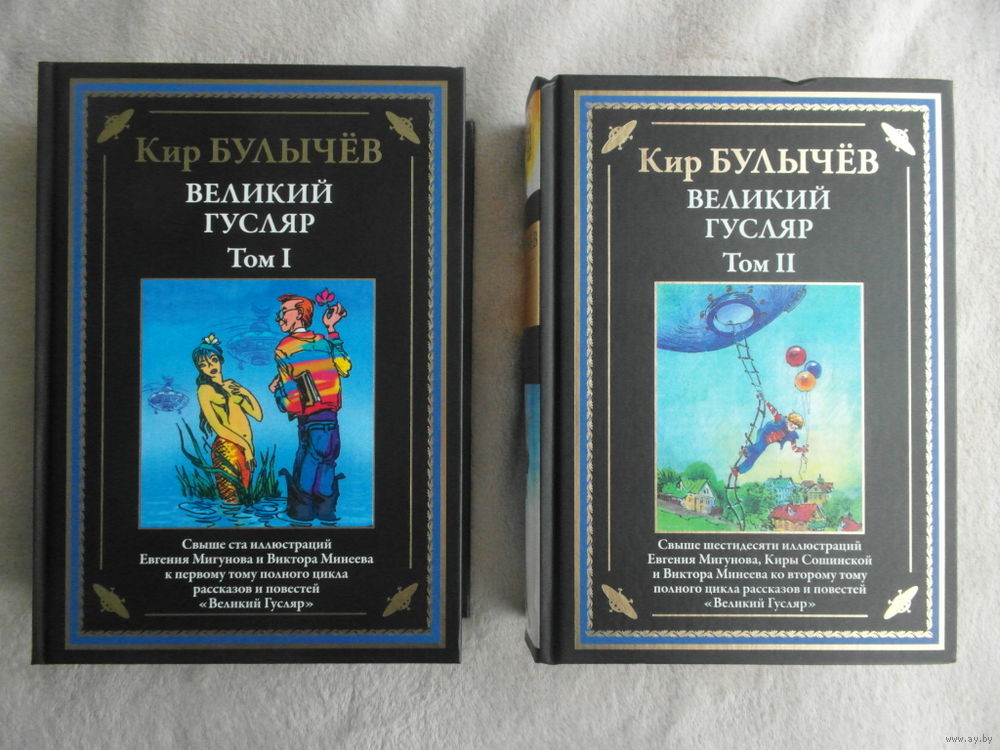 Кир БУЛЫЧЁВ
ВЕЛИКИЙ
ГУСЛЯР
Том I
Свыше ста иллюстраций
Евгения Мигунова и Виктора Минеева
к первому тому полного цикла
рассказов и повестей
«Великий Гусляр»
Кир БУЛЫЧЁВ
ВЕЛИКИЙ
ГУСЛЯР
Том II
Свыше шестидесяти иллюстраций
Евгения Мигунова, Киры Сошинской
и Виктора Минеева ко второму тому
полного цикла рассказов и повестей
«Великий Гусляр»
www.ay.by